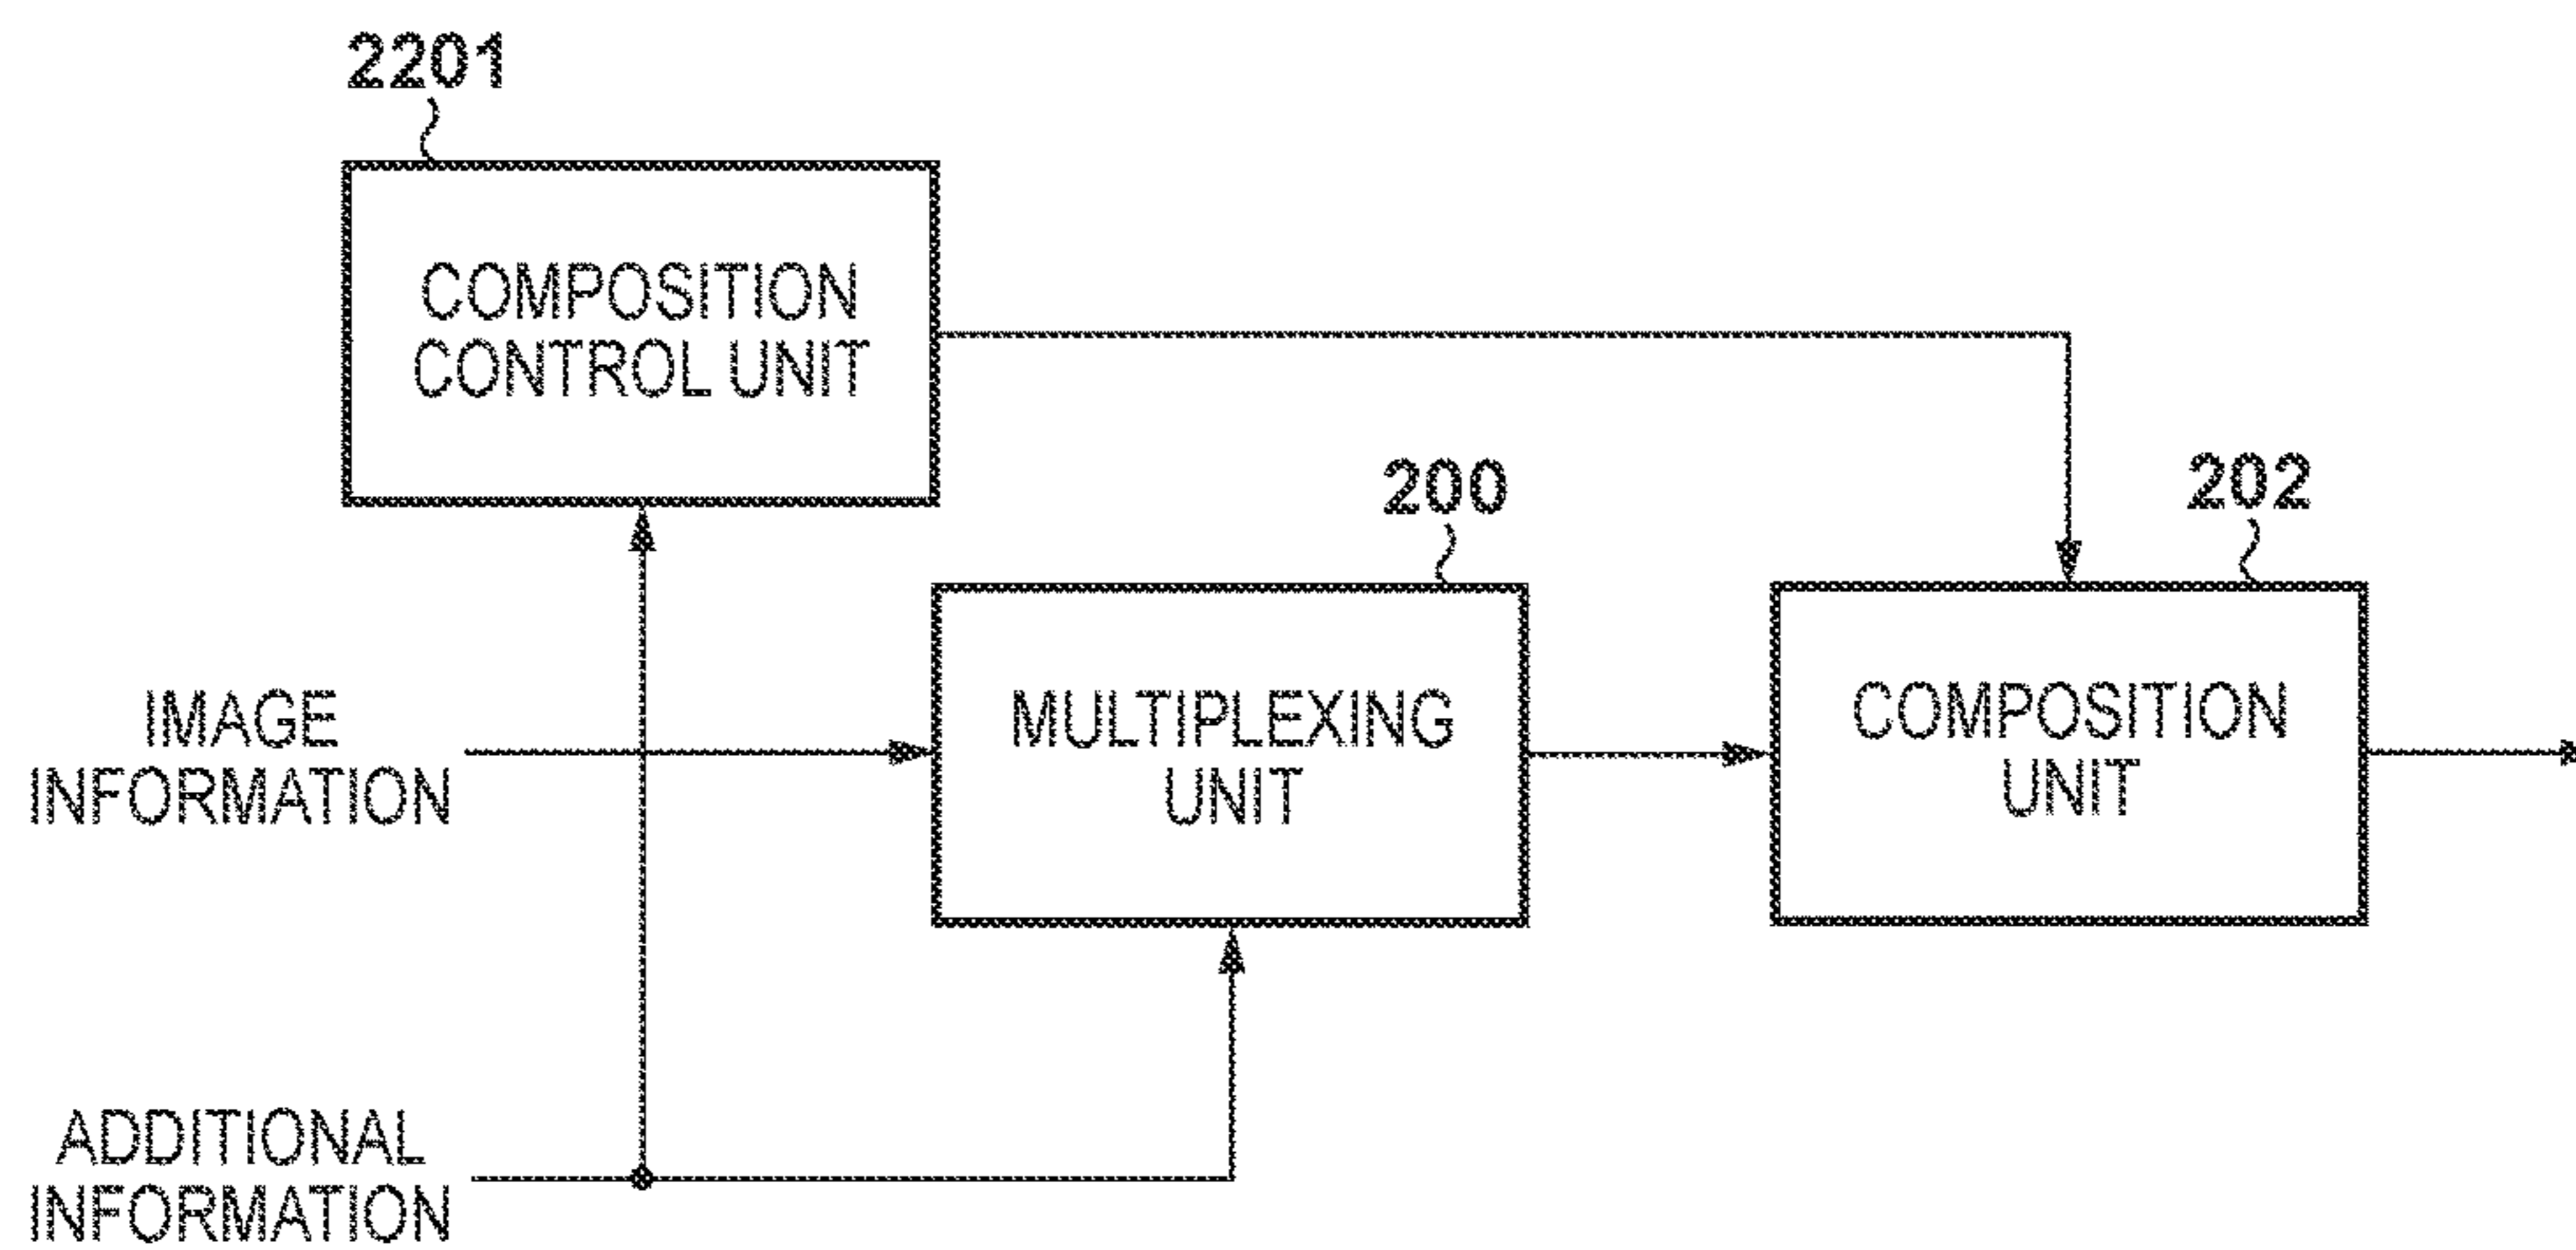 2201
COMPOSITION
CONTROL UNIT
200
202
IMAGE
INFORMATION
MULTIPLEXING
UNIT
COMPOSITION
UNIT
ADDITIONAL
INFORMATION